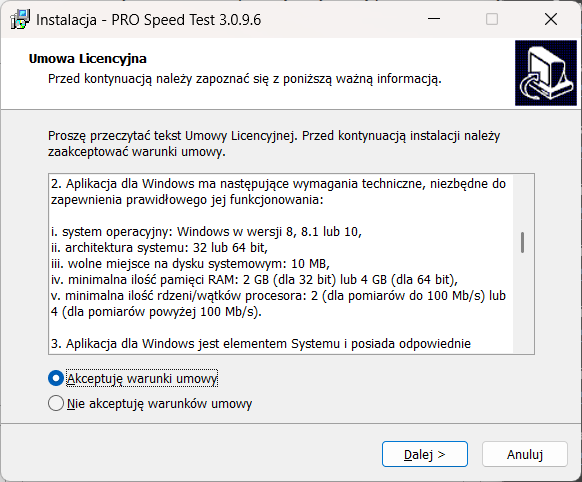 Instalacja - PRO Speed Test 3.0.9.6
Umowa Licencyjna
Przed kontynuacją należy zapoznać się z poniższą ważną informacją.
Proszę przeczytać tekst Umowy Licencyjnej. Przed kontynuacją instalacji należy
zaakceptować warunki umowy.
2. Aplikacja dla Windows ma następujące wymagania techniczne, niezbędne do
zapewnienia prawidłowego jej funkcjonowania:
i. system operacyjny: Windows w wersji 8, 8.1 lub 10,
ii. architektura systemu: 32 lub 64 bit,
iii. wolne miejsce na dysku systemowym: 10 MB,
iv. minimalna ilość pamięci RAM: 2 GB (dla 32 bit) lub 4 GB (dla 64 bit),
v. minimalna ilość rdzeni/wątków procesora: 2 (dla pomiarów do 100 Mb/s) lub
4 (dla pomiarów powyżej 100 Mb/s).
3. Aplikacja dla Windows jest elementem Systemu i posiada odpowiednie
Akceptuję warunki umowy
Nie akceptuję warunków umowy
Dalej >
Anuluj